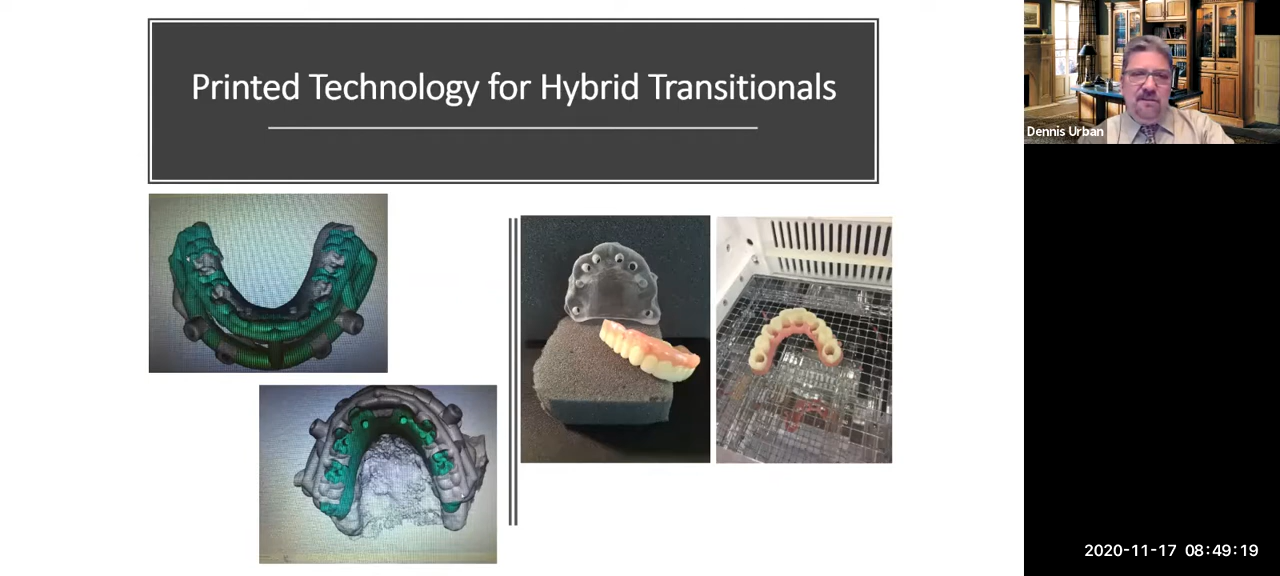 Printed Technology for Hybrid Transitionals
Dennis Urban
2020-11-17 08:49:19